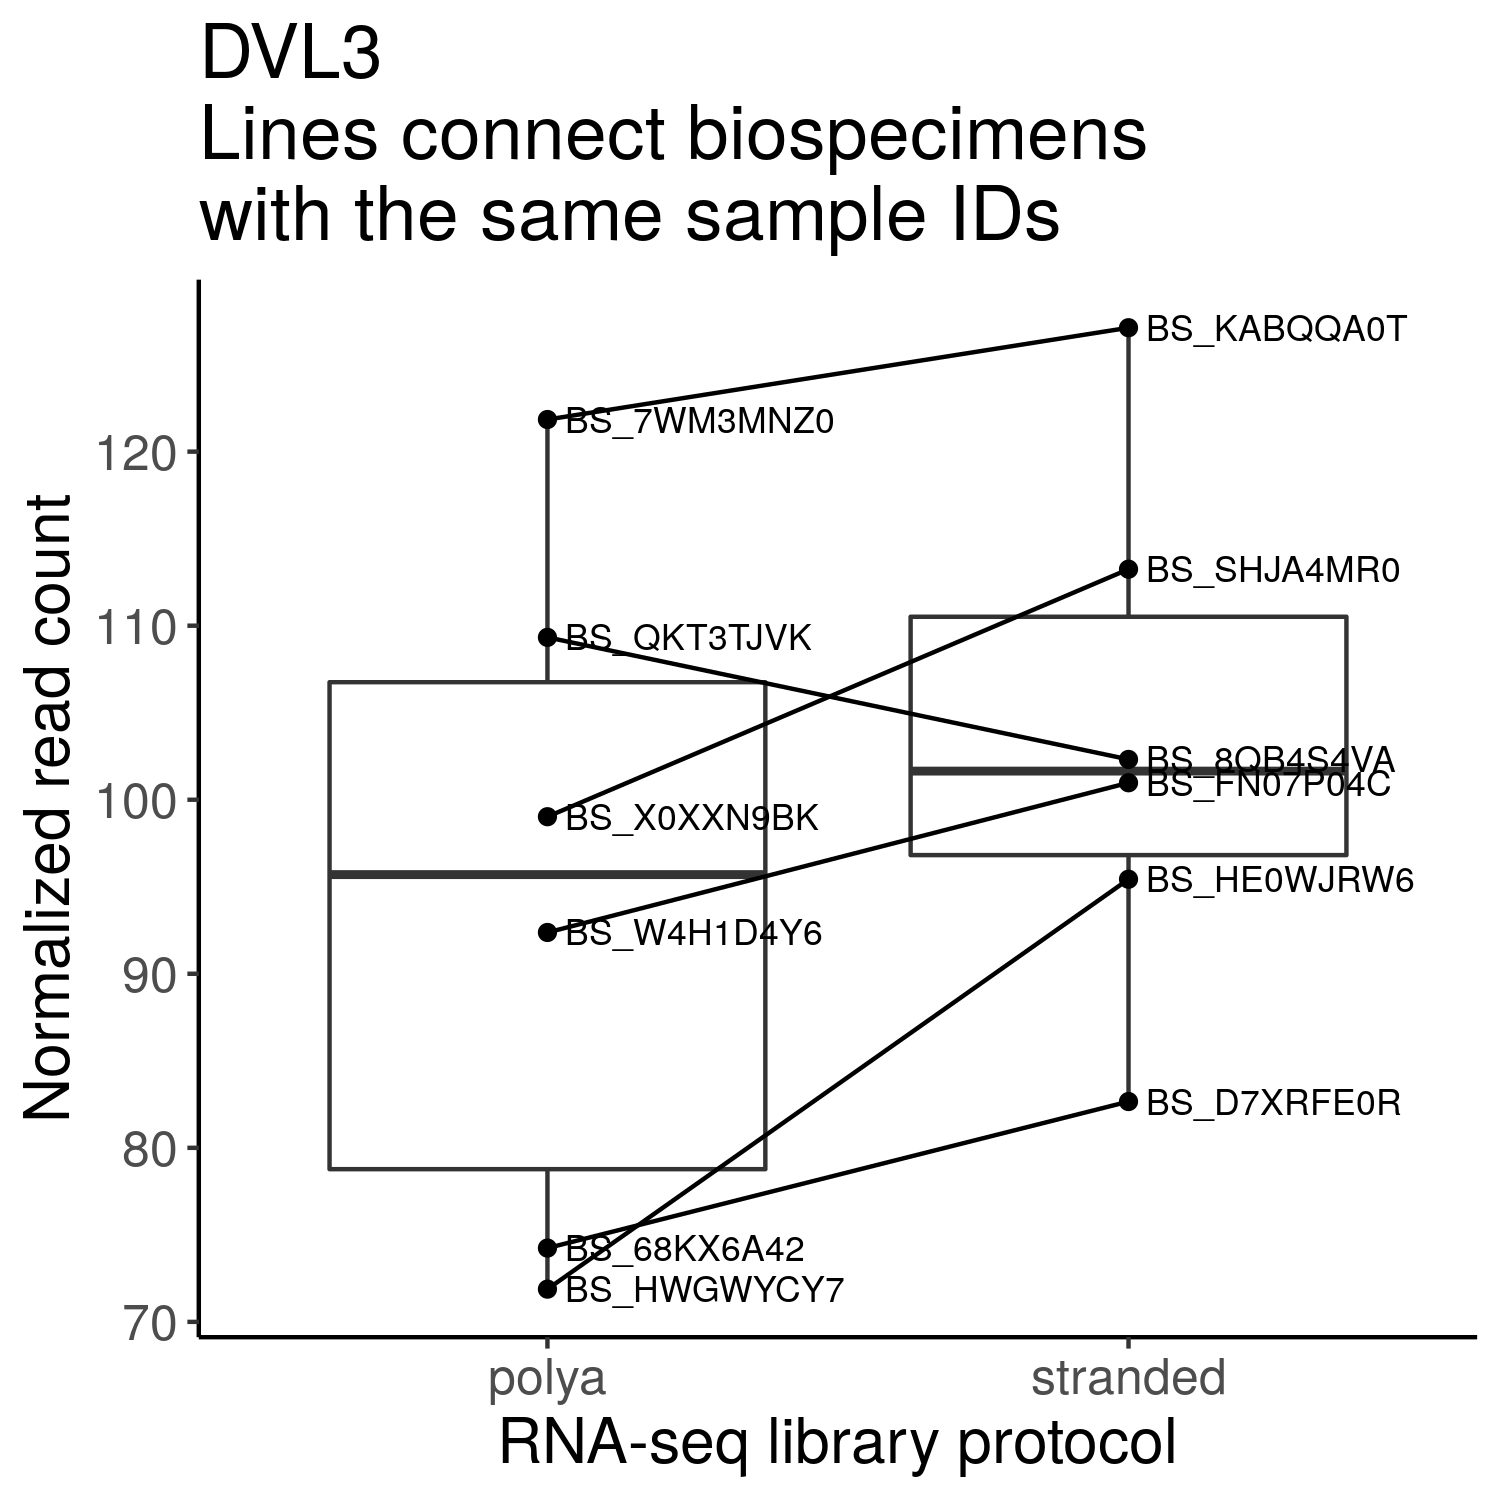 DVL3
Lines connect biospecimens
with the same sample IDs
Normalized read count
120
110
100
90
80
70
BS_KABQQA0T
BS_7WM3MNZ0
BS_SHJA4MR0
BS_QKT3TJVK
BS_8QB4S4VA
BS_FN07P04C
BS_X0XXN9BK
BS_HE0WJRW6
BS_W4H1D4Y6
BS_D7XRFE0R
BS_68KX6A42
BS_HWGWYCY7
polya
stranded
RNA-seq library protocol